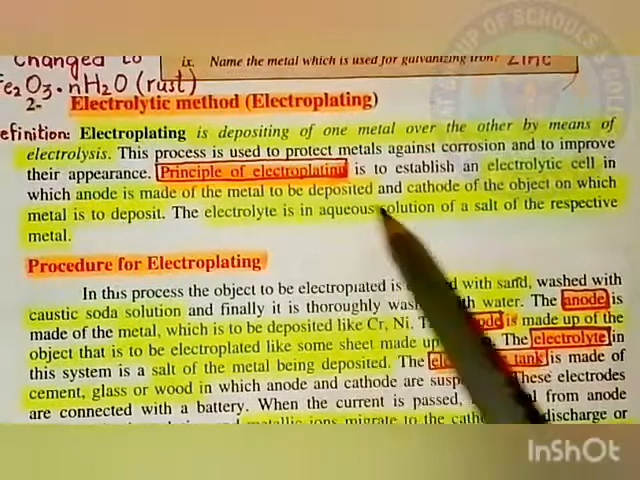 changed to
ix. Name the metal which is used for galvanizing iron? Zinc
Fe2O3.nH2O (rust)
2- Electrolytic method (Electroplating)
efinition: Electroplating is depositing of one metal over the other by means of
electrolysis. This process is used to protect metals against corrosion and to improve
their appearance. Principle of electroplating is to establish an electrolytic cell in
which anode is made of the metal to be deposited and cathode of the object on which
metal is to deposit. The electrolyte is in aqueous solution of a salt of the respective
metal.
Procedure for Electroplating
In this process the object to be electroplated is with sand, washed with
caustic soda solution and finally it is thoroughly with water. The anode is
made of the metal, which is to be deposited like Cr, Ni. is made up of the
object that is to be electroplated like some sheet made The electrolyte in
this system is a salt of the metal being deposited. The tank is made of
cement, glass or wood in which anode and cathode are These electrodes
are connected with a battery. When the current is passed, from anode
metallic ions migrate to the discharge or
InShOt